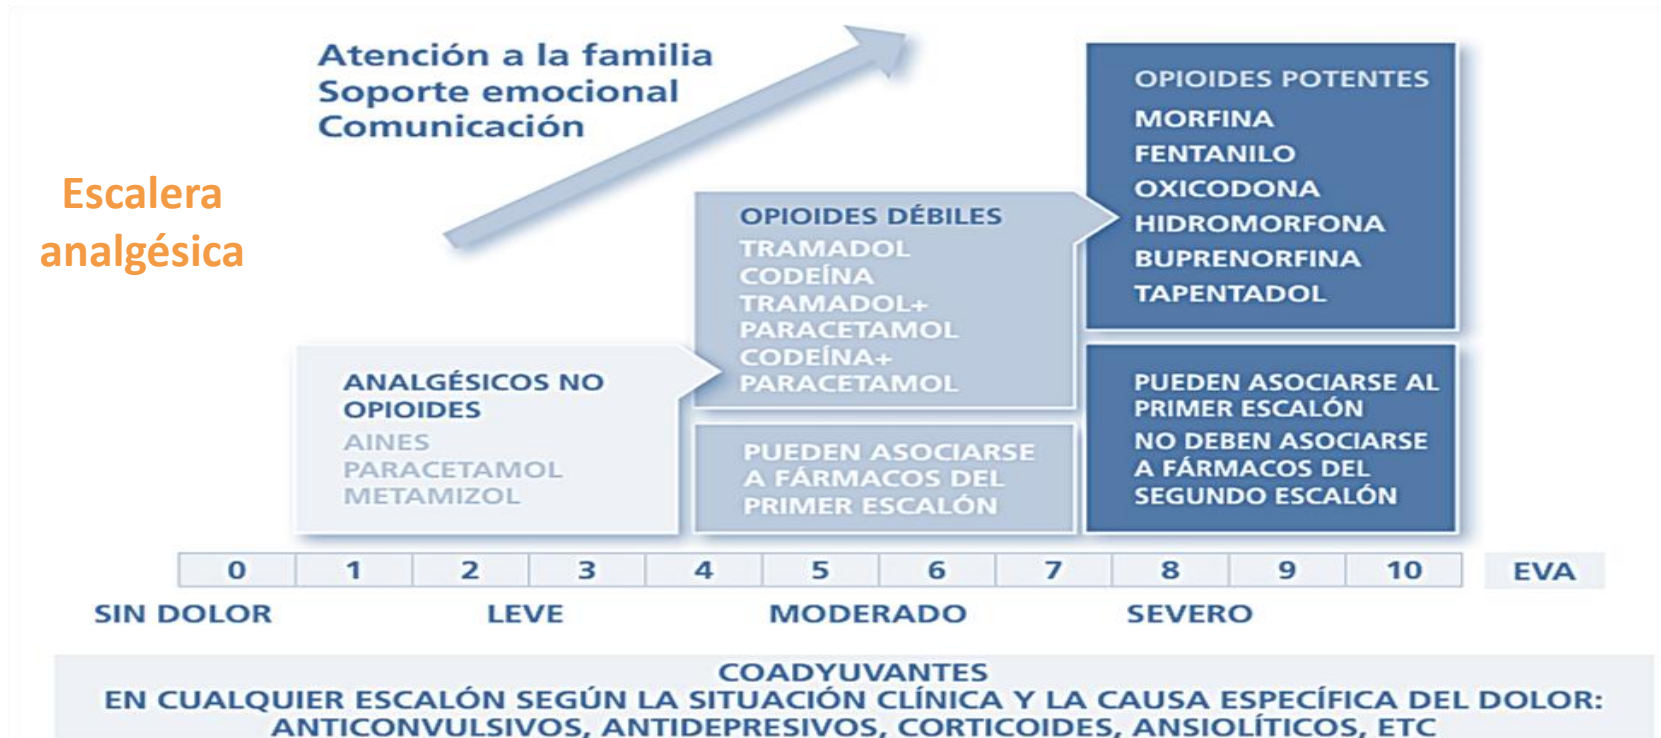 Atención a la familia
Soporte emocional
Comunicación
Escalera
analgésica
ANALGÉSICOS NO
OPIOIDES
AINES
PARACETAMOL
METAMIZOL
OPIOIDES DÉBILES
TRAMADOL
CODEÍNA
TRAMADOL+
PARACETAMOL
CODEÍNA+
PARACETAMOL
PUEDEN ASOCIARSE
A FÁRMACOS DEL
PRIMER ESCALÓN
OPIOIDES POTENTES
MORFINA
FENTANILO
OXICODONA
HIDROMORFONA
BUPRENORFINA
TAPENTADOL
PUEDEN ASOCIARSE AL
PRIMER ESCALÓN
NO DEBEN ASOCIARSE
A FÁRMACOS DEL
SEGUNDO ESCALÓN
0 1 2 3 4 5 6 7 8 9 10 EVA
SIN DOLOR LEVE MODERADO SEVERO
COADYUVANTES
EN CUALQUIER ESCALÓN SEGÚN LA SITUACIÓN CLÍNICA Y LA CAUSA ESPECÍFICA DEL DOLOR:
ANTICONVULSIVOS, ANTIDEPRESIVOS, CORTICOIDES, ANSIOLÍTICOS, ETC